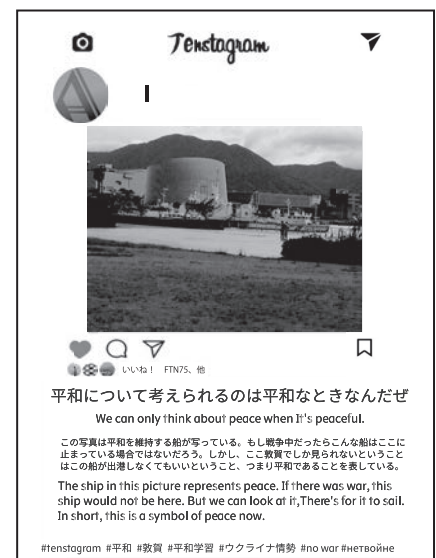 Tenstagram
I
いいね！ FTN75、他
平和について考えられるのは平和なときなんだぜ
We can only think about peace when It's peaceful.
この写真は平和を維持する船が写っている。もし戦争中だったらこんな船はここに
止まっている場合ではないだろう。しかし、ここ敦賀でしか見られないということ
はこの船が出港しなくてもいいということ、つまり平和であることを表している。
The ship in this picture represents peace. If there was war, this
ship would not be here. But we can look at it,There's for it to sail.
In short, this is a symbol of peace now.
#tenstagram #平和 #敦賀 #平和学習 #ウクライナ情勢 #no war #нетвойне